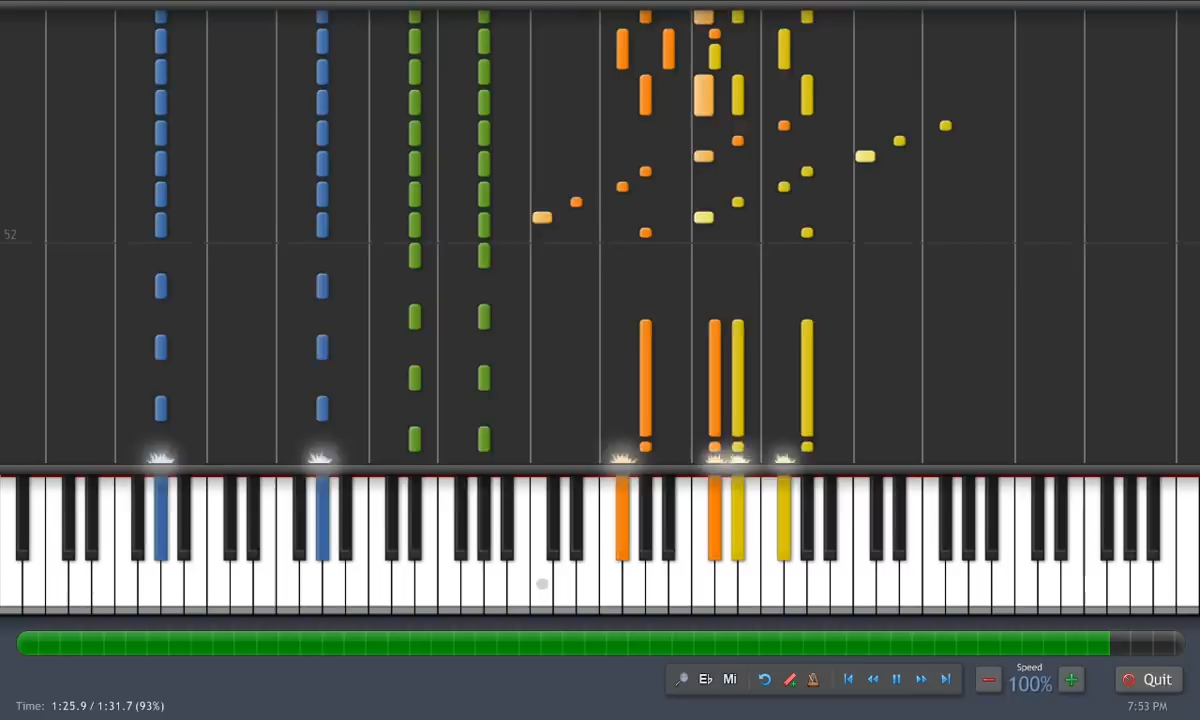 52
E♭ Mi
Speed
100%
Quit
Time: 1:25.9 / 1:31.7 (93%)
7:53 PM